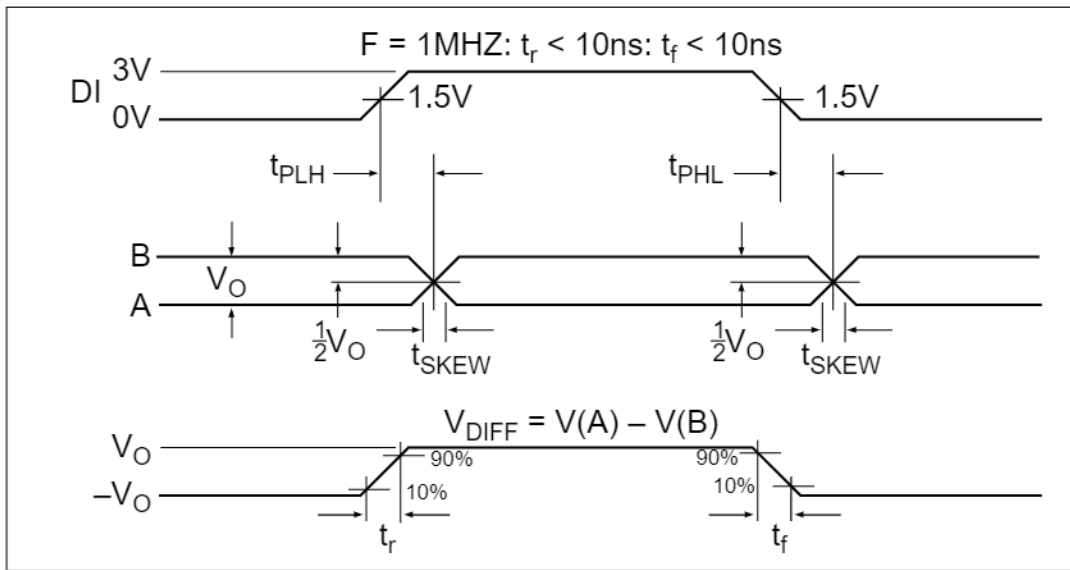 F = 1MHZ: tr < 10ns: tf < 10ns
3V
DI
0V
1.5V
1.5V
tPLH
tPHL
B
VO
A
½VO
tSKEW
½VO
tSKEW
VDIFF = V(A) – V(B)
VO
–VO
90%
10%
90%
10%
tr
tf